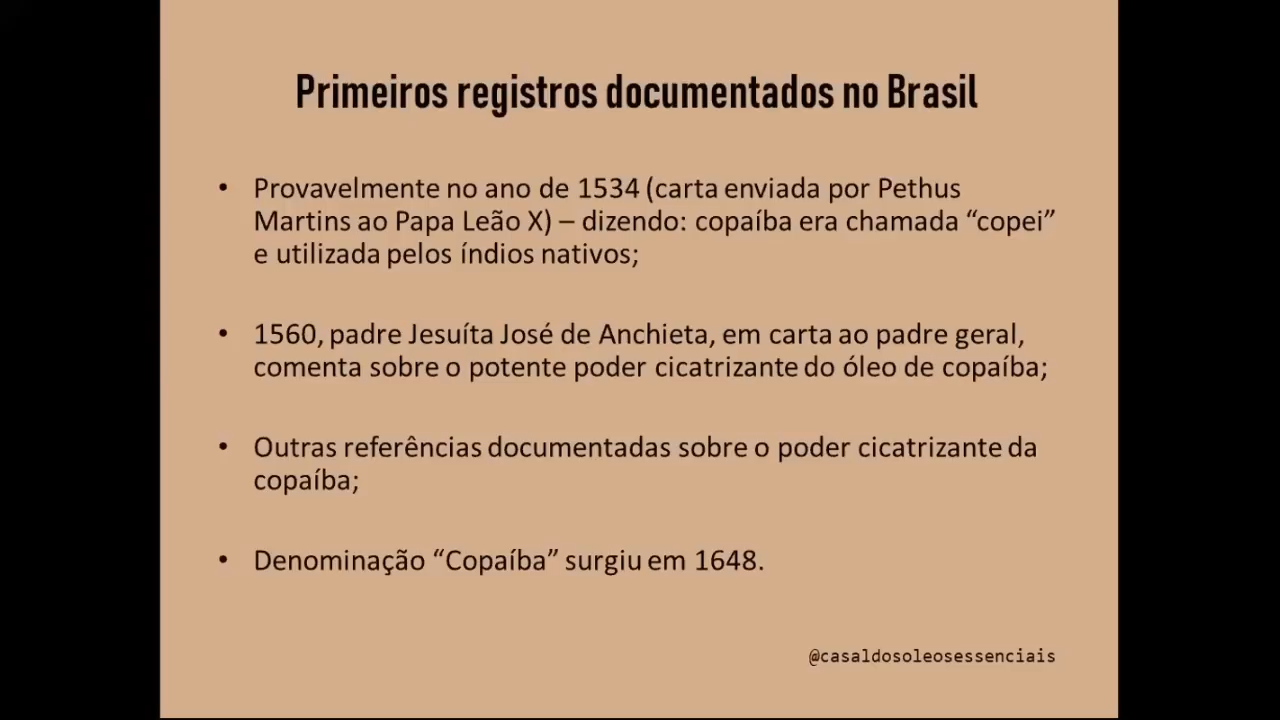 Primeiros registros documentados no Brasil
• Provavelmente no ano de 1534 (carta enviada por Pethus
Martins ao Papa Leão X) – dizendo: copaíba era chamada “copei”
e utilizada pelos índios nativos;
• 1560, padre Jesuíta José de Anchieta, em carta ao padre geral,
comenta sobre o potente poder cicatrizante do óleo de copaíba;
• Outras referências documentadas sobre o poder cicatrizante da
copaíba;
• Denominação “Copaíba” surgiu em 1648.
@casaldosoleosessenciais